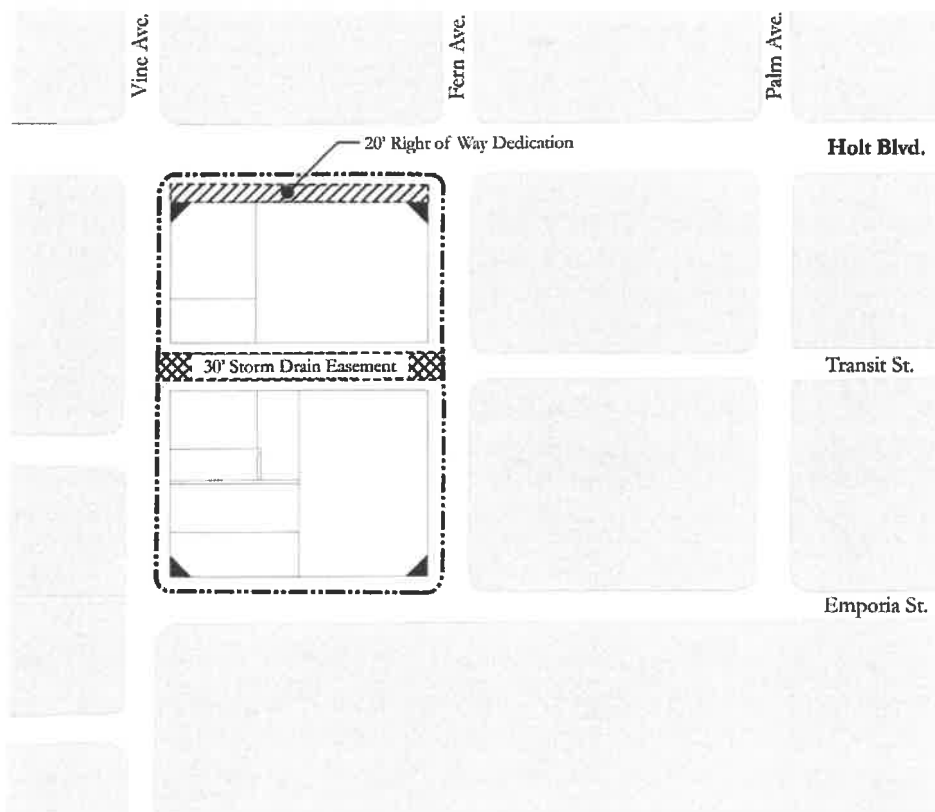 Vine Ave.
Fern Ave.
Palm Ave.
20' Right of Way Dedication
Holt Blvd.
30' Storm Drain Easement
Transit St.
Emporia St.